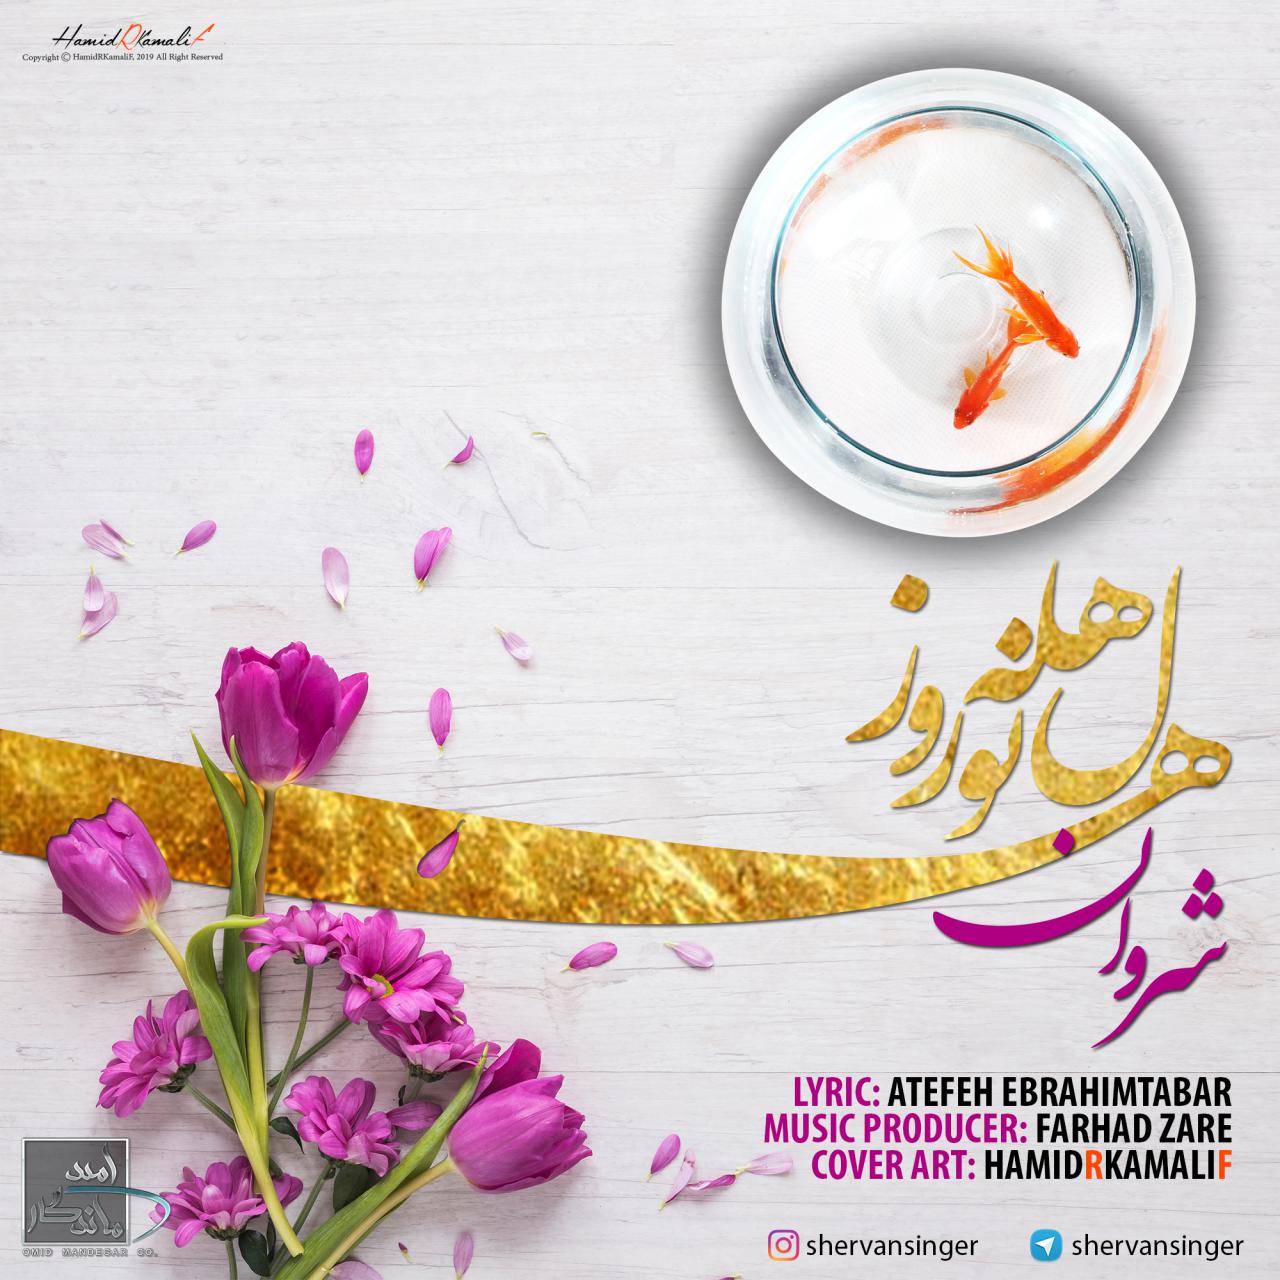 HamidRKamaliF
Copyright © HamidRKamaliF, 2019 All Right Reserved
هلهله نوروز
شروان
LYRIC: ATEFEH EBRAHIMTABAR
MUSIC PRODUCER: FARHAD ZARE
COVER ART: HAMIDRKAMALIF
امید
ماندگار
OMID MANDEGAR CO.
shervansinger
shervansinger